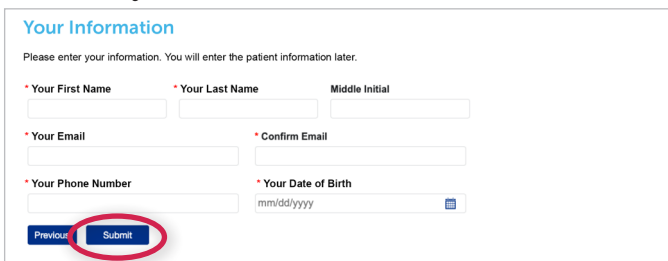 Your Information
Please enter your information. You will enter the patient information later.
* Your First Name * Your Last Name Middle Initial
* Your Email * Confirm Email
* Your Phone Number * Your Date of Birth
mm/dd/yyyy
Previous Submit